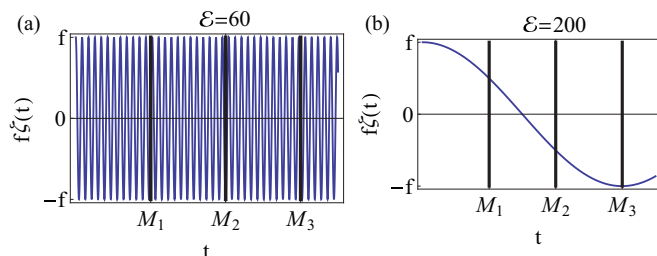 (a)
ℰ=60
f
0
−f
fζ(t)
M₁ M₂ M₃
t
(b)
ℰ=200
f
0
−f
fζ(t)
M₁ M₂ M₃
t